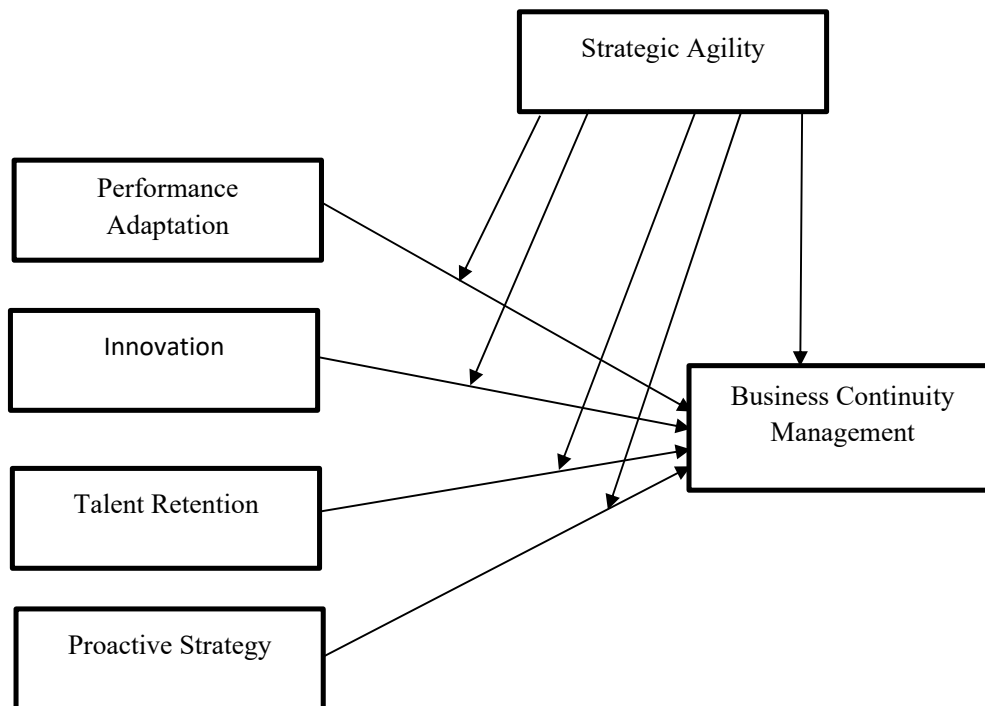 Strategic Agility
Performance
Adaptation
Innovation
Business Continuity
Management
Talent Retention
Proactive Strategy